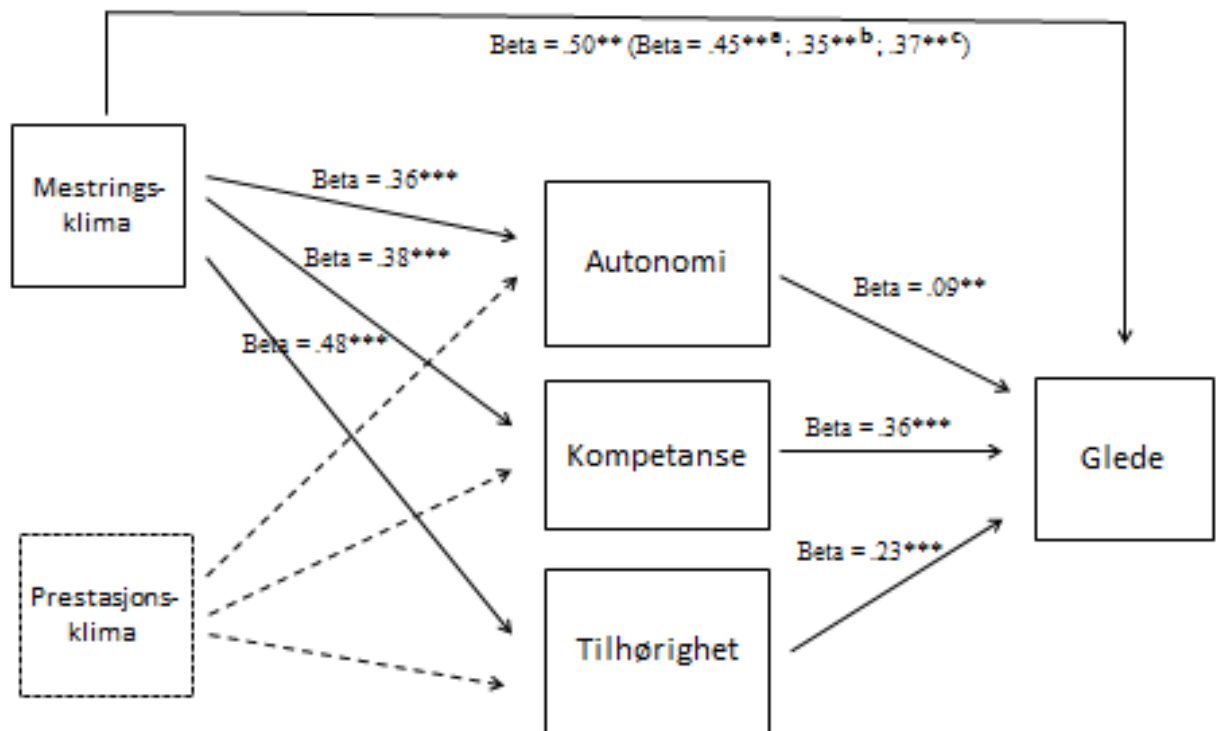 Beta = .50** (Beta = .45**ᵃ; .35**ᵇ; .37**ᶜ)
Mestrings-
klima
Beta = .36***
Beta = .38***
Beta = .48***
Autonomi
Beta = .09**
Kompetanse
Beta = .36***
Glede
Prestasjons-
klima
Tilhørighet
Beta = .23***